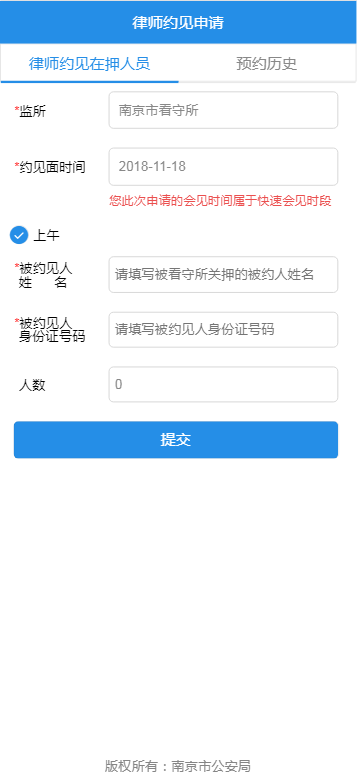 律师约见申请
律师约见在押人员 预约历史
*监所 南京市看守所
*约见面时间 2018-11-18
您此次申请的会见时间属于快速会见时段
上午
*被约见人
姓 名 请填写被看守所关押的被约人姓名
*被约见人
身份证号码 请填写被约见人身份证号码
人数 0
提交
版权所有：南京市公安局